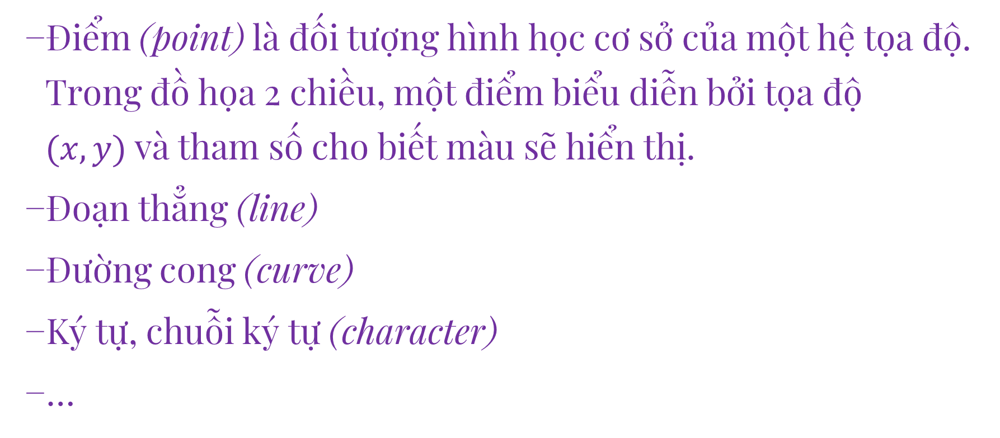 –Điểm (point) là đối tượng hình học cơ sở của một hệ tọa độ.
Trong đồ họa 2 chiều, một điểm biểu diễn bởi tọa độ
(x, y) và tham số cho biết màu sẽ hiển thị.
–Đoạn thẳng (line)
–Đường cong (curve)
–Ký tự, chuỗi ký tự (character)
–...